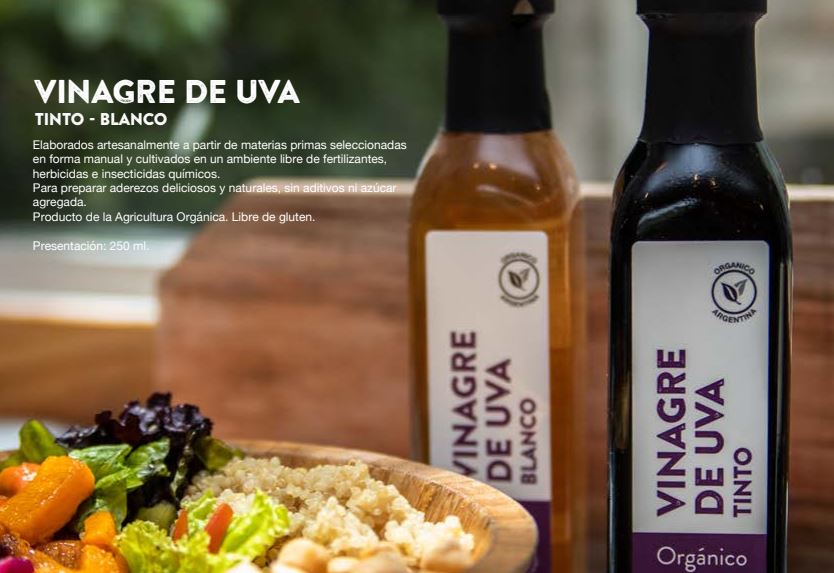 VINAGRE DE UVA
TINTO - BLANCO
Elaborados artesanalmente a partir de materias primas seleccionadas
en forma manual y cultivados en un ambiente libre de fertilizantes,
herbicidas e insecticidas químicos.
Para preparar aderezos deliciosos y naturales, sin aditivos ni azúcar
agregada.
Producto de la Agricultura Orgánica. Libre de gluten.
Presentación: 250 ml.
ORGANICO
ARGENTINA
VINAGRE
DE UVA
BLANCO
ORGANICO
ARGENTINA
VINAGRE
DE UVA
TINTO
Orgánico